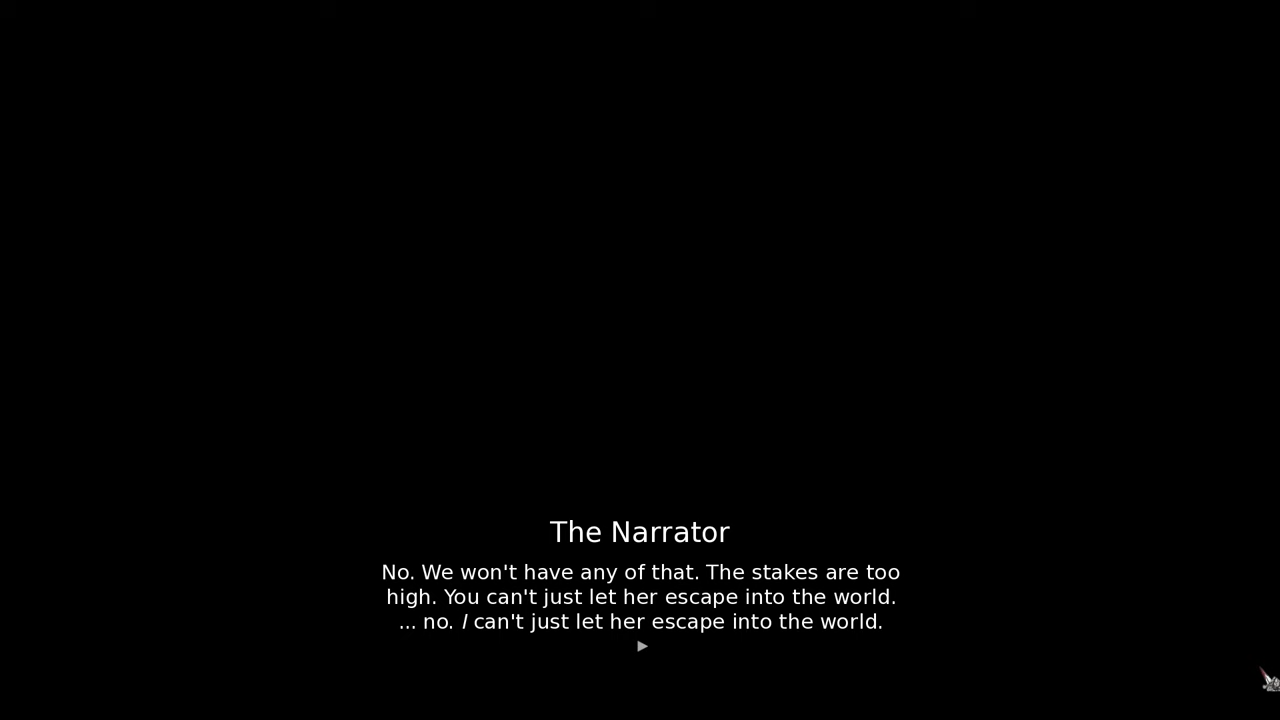 The Narrator
No. We won't have any of that. The stakes are too
high. You can't just let her escape into the world.
... no. I can't just let her escape into the world.